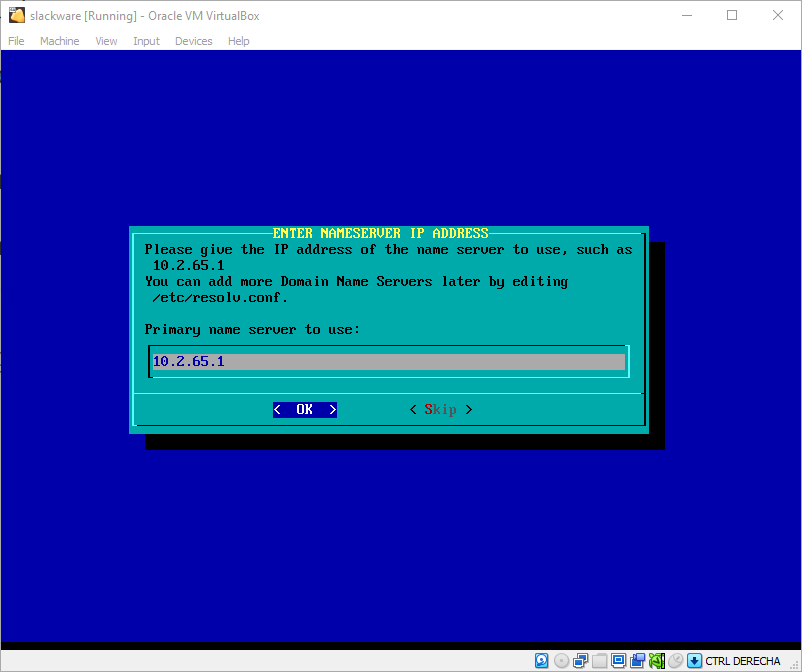 slackware [Running] - Oracle VM VirtualBox
File Machine View Input Devices Help
ENTER NAMESERVER IP ADDRESS
Please give the IP address of the name server to use, such as
10.2.65.1
You can add more Domain Name Servers later by editing
/etc/resolv.conf.
Primary name server to use:
10.2.65.1
< OK > < Skip >
CTRL DERECHA